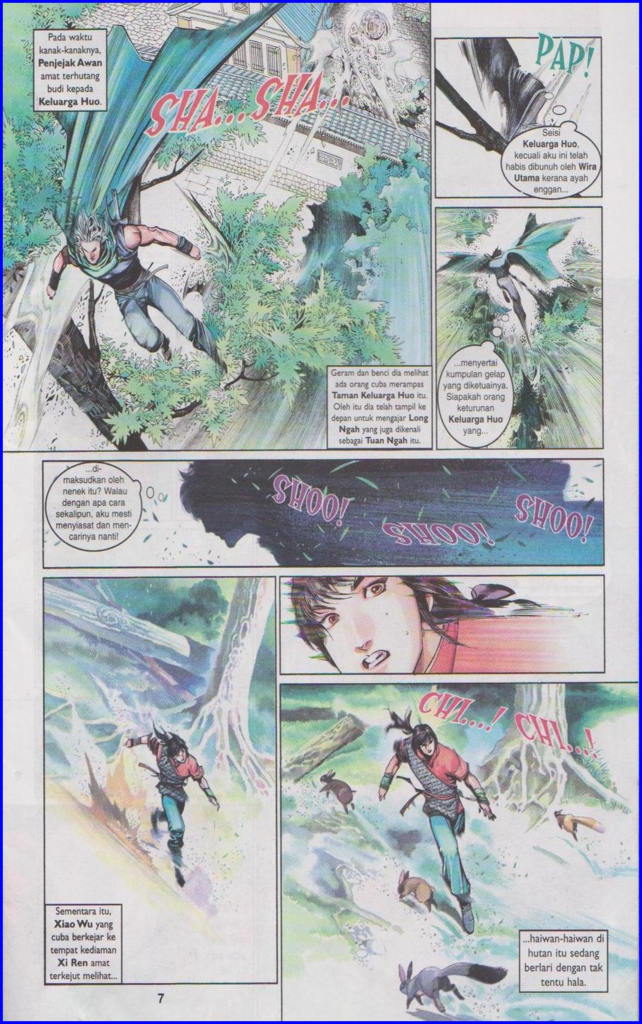 Pada waktu
kanak-kanaknya,
Penjejak Awan
amat terhutang
budi kepada
Keluarga Huo.
SHA... SHA...
PAP!
Seisi
Keluarga Huo,
kecuali aku ini telah
habis dibunuh oleh Wira
Utama kerana ayah
enggan...
Geram dan benci dia melihat
ada orang cuba merampas
Taman Keluarga Huo itu.
Oleh itu dia telah tampil ke
depan untuk mengajar Long
Ngah yang juga dikenali
sebagai Tuan Ngah itu.
...menyertai
kumpulan gelap
yang diketuainya.
Siapakah orang
keturunan
Keluarga Huo
yang...
...di-
maksudkan oleh
nenek itu? Walau
dengan apa cara
sekalipun, aku mesti
menyiasat dan men-
carinya nanti!
SHOO!
SHOO!
SHOO!
CHI...! CHI...!
Sementara itu,
Xiao Wu yang
cuba berkejar ke
tempat kediaman
Xi Ren amat
terkejut melihat...
...haiwan-haiwan di
hutan itu sedang
berlari dengan tak
tentu hala.
7